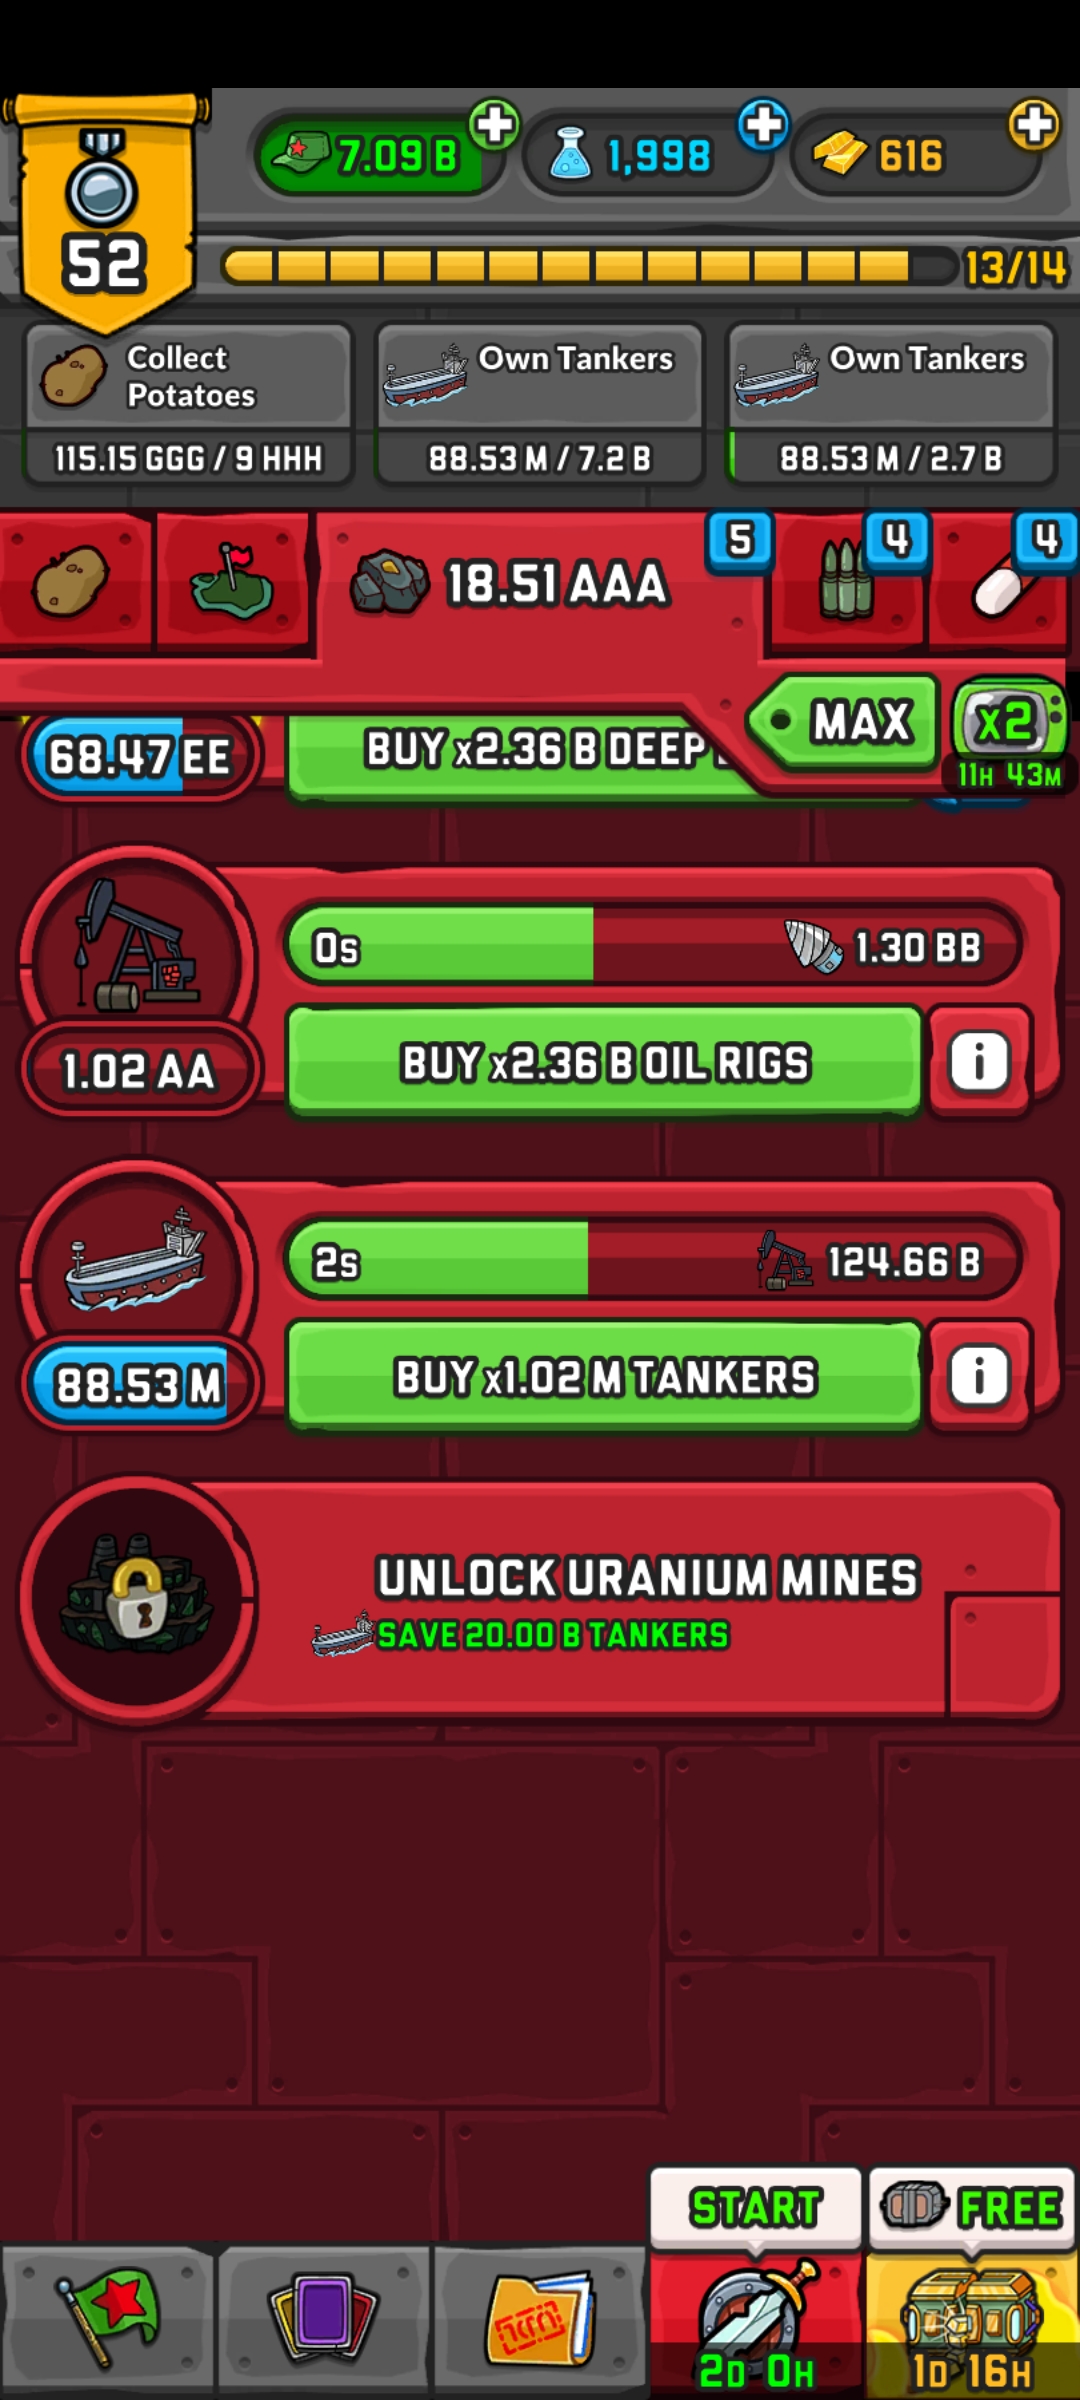 7.09 B
1,998
616
52
13/14
Collect
Potatoes
115.15 GGG / 9 HHH
Own Tankers
88.53 M / 7.2 B
Own Tankers
88.53 M / 2.7 B
18.51 AAA
5
4
4
MAX
x2
11H 43M
68.47 EE
BUY x2.36 B DEEP
0s
1.30 BB
1.02 AA
BUY x2.36 B OIL RIGS
i
2s
124.66 B
88.53 M
BUY x1.02 M TANKERS
i
UNLOCK URANIUM MINES
SAVE 20.00 B TANKERS
START
FREE
2D 0H
1D 16H